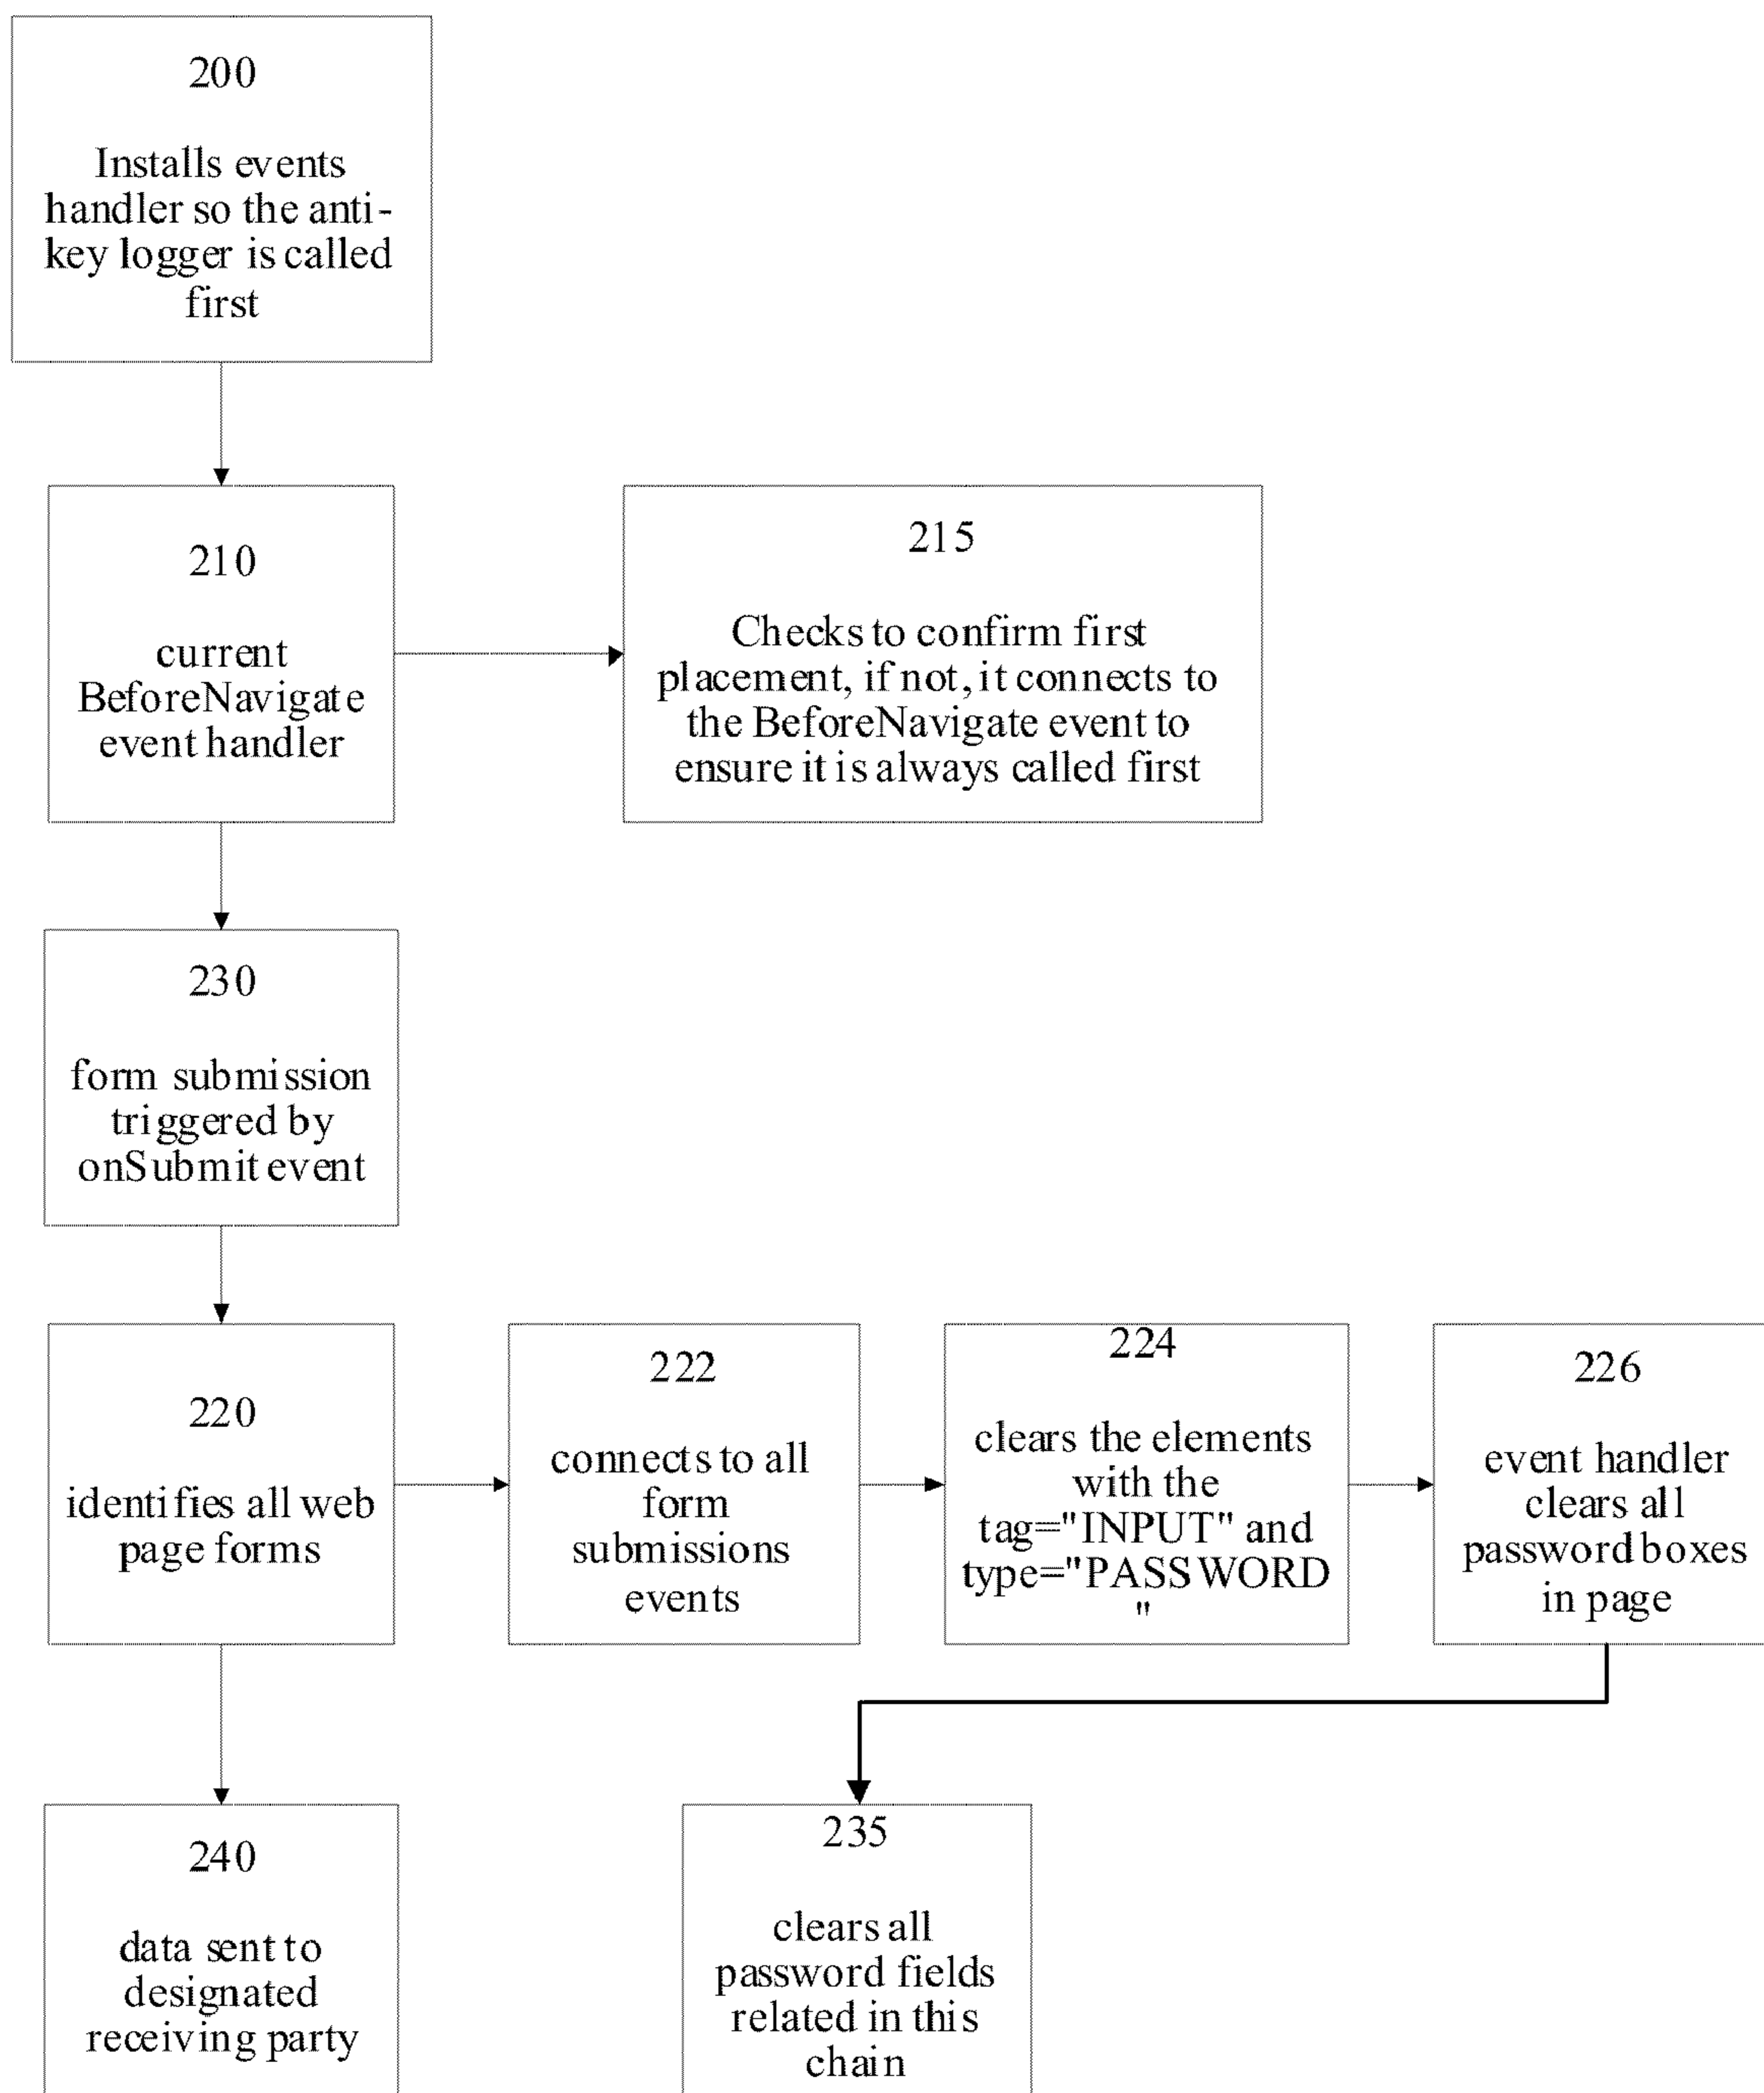 200
Installs events
handler so the anti-
key logger is called
first
210
current
BeforeNavigate
event handler
215
Checks to confirm first
placement, if not, it connects to
the BeforeNavigate event to
ensure it is always called first
230
form submission
triggered by
onSubmit event
220
identifies all web
page forms
222
connects to all
form
submissions
events
224
clears the elements
with the
tag="INPUT" and
type="PASSWORD
"
226
event handler
clears all
password boxes
in page
240
data sent to
designated
receiving party
235
clears all
password fields
related in this
chain